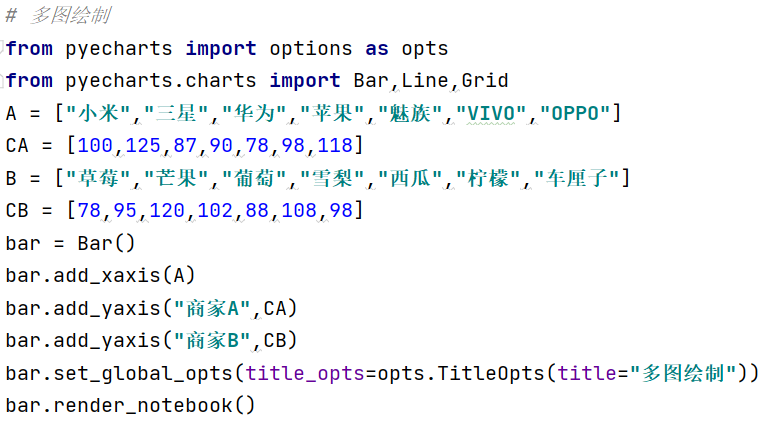 # 多图绘制
from pyecharts import options as opts
from pyecharts.charts import Bar,Line,Grid
A = ["小米","三星","华为","苹果","魅族","VIVO","OPPO"]
CA = [100,125,87,90,78,98,118]
B = ["草莓","芒果","葡萄","雪梨","西瓜","柠檬","车厘子"]
CB = [78,95,120,102,88,108,98]
bar = Bar()
bar.add_xaxis(A)
bar.add_yaxis("商家A",CA)
bar.add_yaxis("商家B",CB)
bar.set_global_opts(title_opts=opts.TitleOpts(title="多图绘制"))
bar.render_notebook()